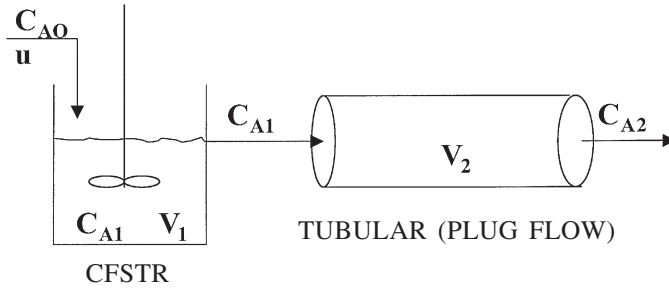 C_AO
u
C_A1
C_A2
V_2
C_A1 V_1
TUBULAR (PLUG FLOW)
CFSTR